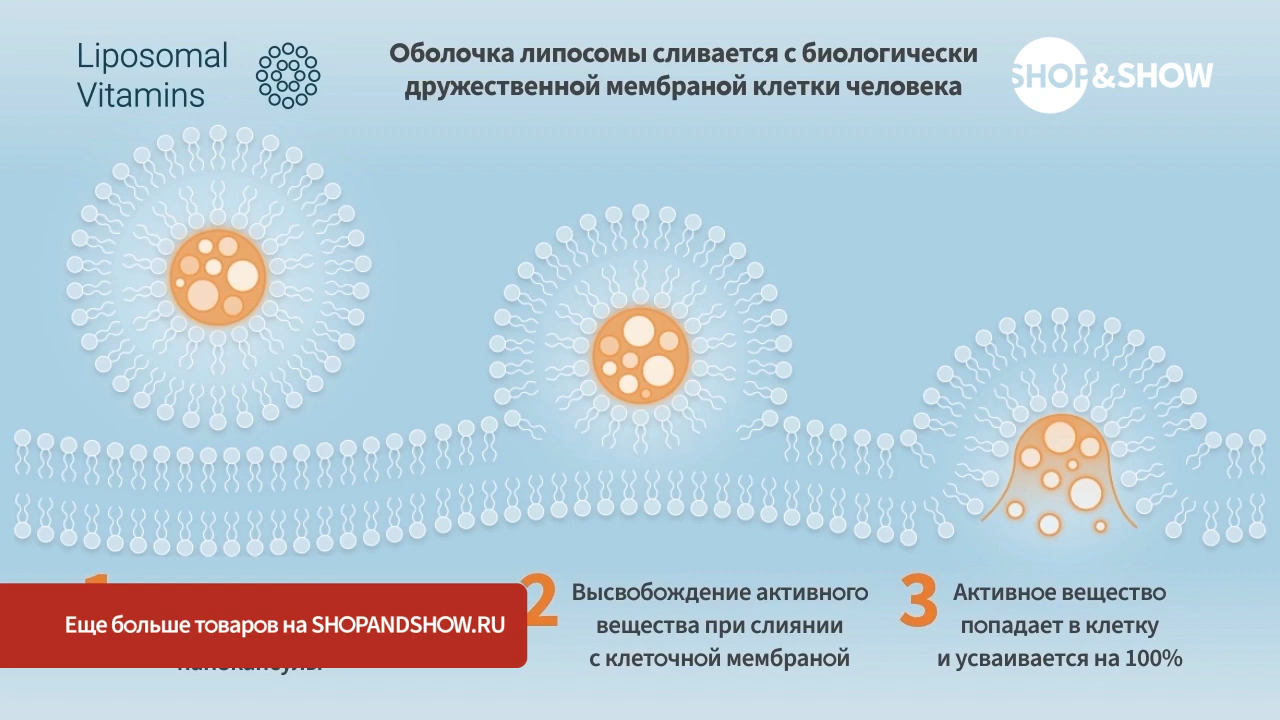 Liposomal
Vitamins
Оболочка липосомы сливается с биологически
дружественной мембраной клетки человека
SHOP&SHOW
2
Высвобождение активного
вещества при слиянии
с клеточной мембраной
3
Активное вещество
попадает в клетку
и усваивается на 100%
Еще больше товаров на SHOPANDSHOW.RU